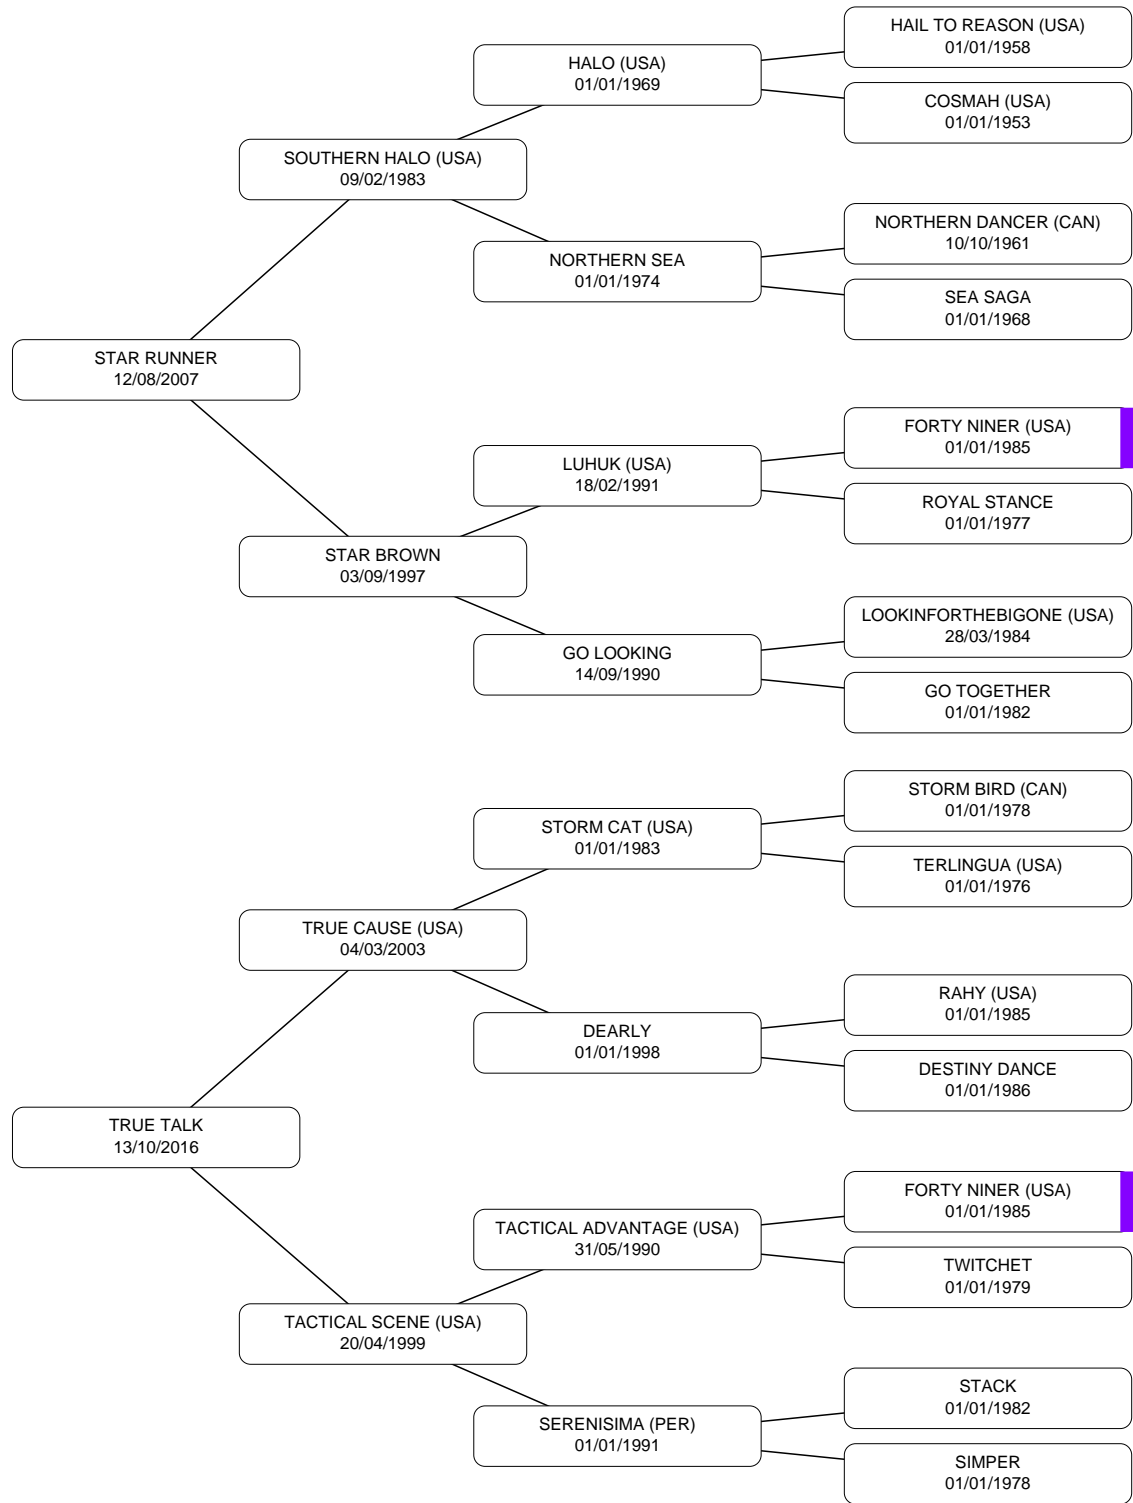 HAIL TO REASON (USA)
01/01/1958
HALO (USA)
01/01/1969
COSMAH (USA)
01/01/1953
SOUTHERN HALO (USA)
09/02/1983
NORTHERN DANCER (CAN)
10/10/1961
NORTHERN SEA
01/01/1974
SEA SAGA
01/01/1968
STAR RUNNER
12/08/2007
FORTY NINER (USA)
01/01/1985
LUHUK (USA)
18/02/1991
ROYAL STANCE
01/01/1977
STAR BROWN
03/09/1997
LOOKINFORTHEBIGONE (USA)
28/03/1984
GO LOOKING
14/09/1990
GO TOGETHER
01/01/1982
STORM BIRD (CAN)
01/01/1978
STORM CAT (USA)
01/01/1983
TERLINGUA (USA)
01/01/1976
TRUE CAUSE (USA)
04/03/2003
RAHY (USA)
01/01/1985
DEARLY
01/01/1998
DESTINY DANCE
01/01/1986
TRUE TALK
13/10/2016
FORTY NINER (USA)
01/01/1985
TACTICAL ADVANTAGE (USA)
31/05/1990
TWITCHET
01/01/1979
TACTICAL SCENE (USA)
20/04/1999
STACK
01/01/1982
SERENISIMA (PER)
01/01/1991
SIMPER
01/01/1978